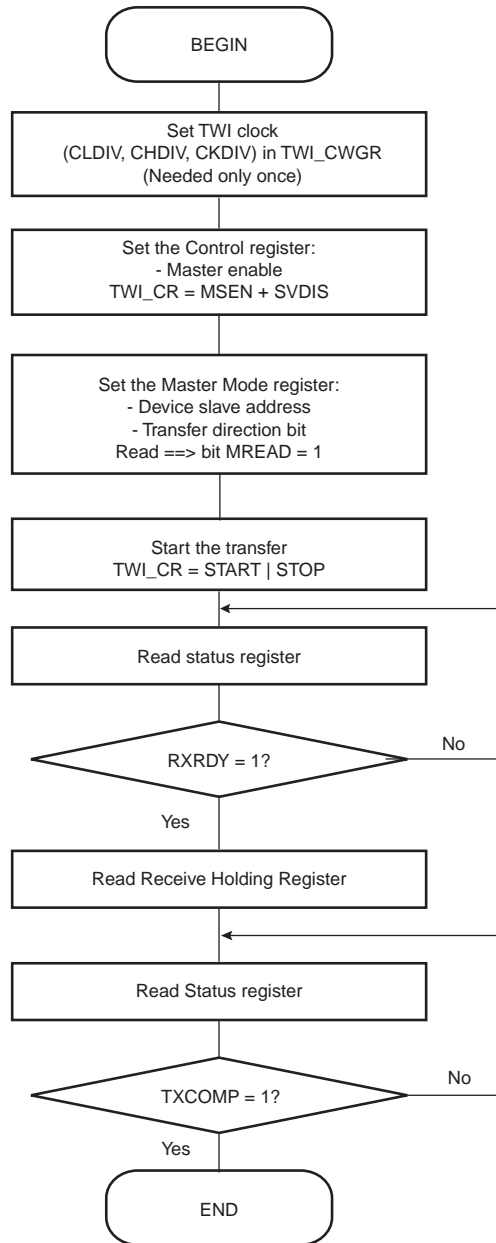 BEGIN
Set TWI clock
(CLDIV, CHDIV, CKDIV) in TWI_CWGR
(Needed only once)
Set the Control register:
- Master enable
TWI_CR = MSEN + SVDIS
Set the Master Mode register:
- Device slave address
- Transfer direction bit
Read ==> bit MREAD = 1
Start the transfer
TWI_CR = START | STOP
Read status register
RXRDY = 1?
No
Yes
Read Receive Holding Register
Read Status register
TXCOMP = 1?
No
Yes
END